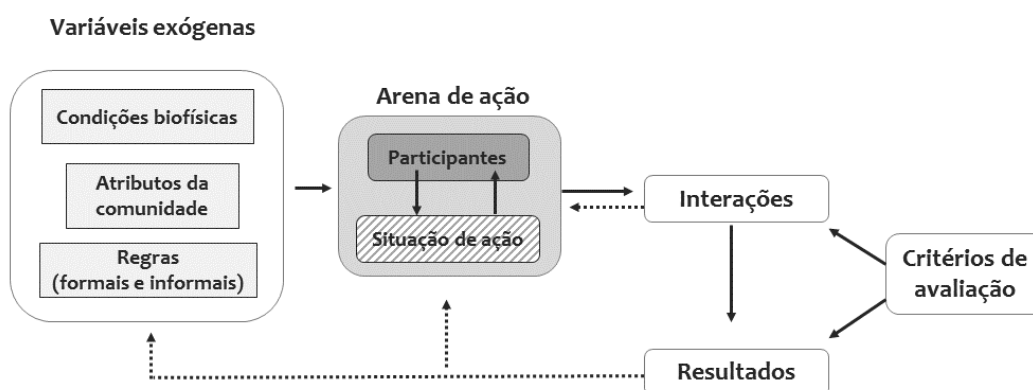 Variáveis exógenas
Condições biofísicas
Atributos da
comunidade
Regras
(formais e informais)
Arena de ação
Participantes
Situação de ação
Interações
Critérios de
avaliação
Resultados